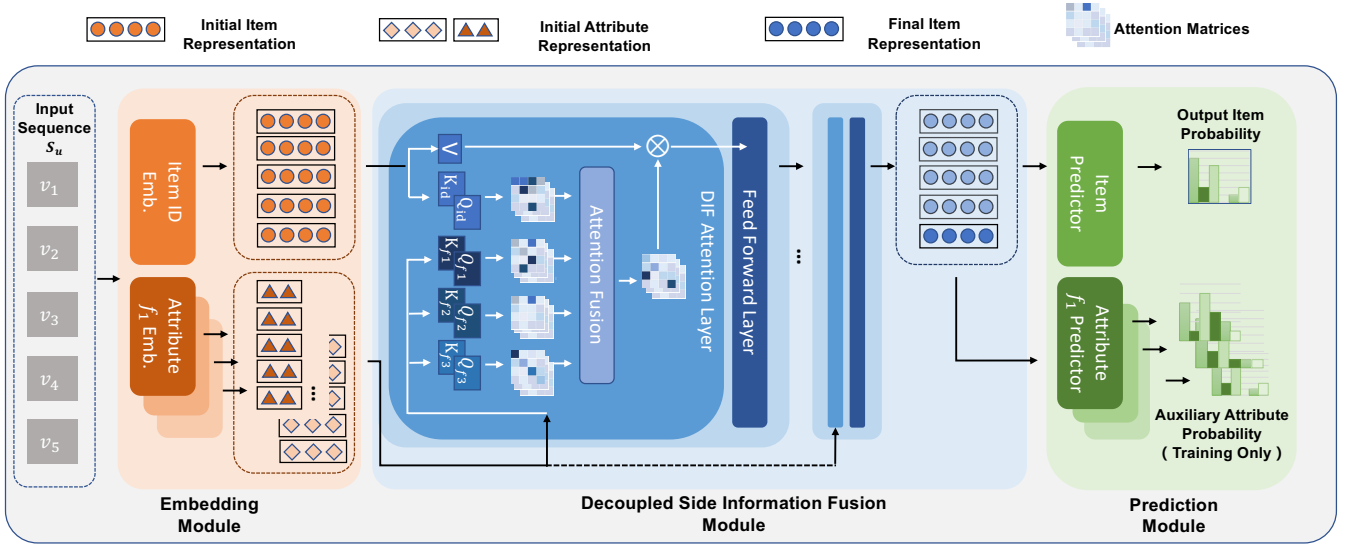 Initial Item
Representation
Initial Attribute
Representation
Final Item
Representation
Attention Matrices
Input
Sequence
S_u
v_1
v_2
v_3
v_4
v_5
Item ID
Emb.
Attribute
f_1 Emb.
...
Embedding
Module
V
K_id
Q_id
K_f1
Q_f1
K_f2
Q_f2
K_f3
Q_f3
Attention Fusion
DIF Attention Layer
Feed Forward Layer
...
Decoupled Side Information Fusion
Module
Item
Predictor
Attribute
f_1 Predictor
Output Item
Probability
Auxiliary Attribute
Probability
( Training Only )
Prediction
Module